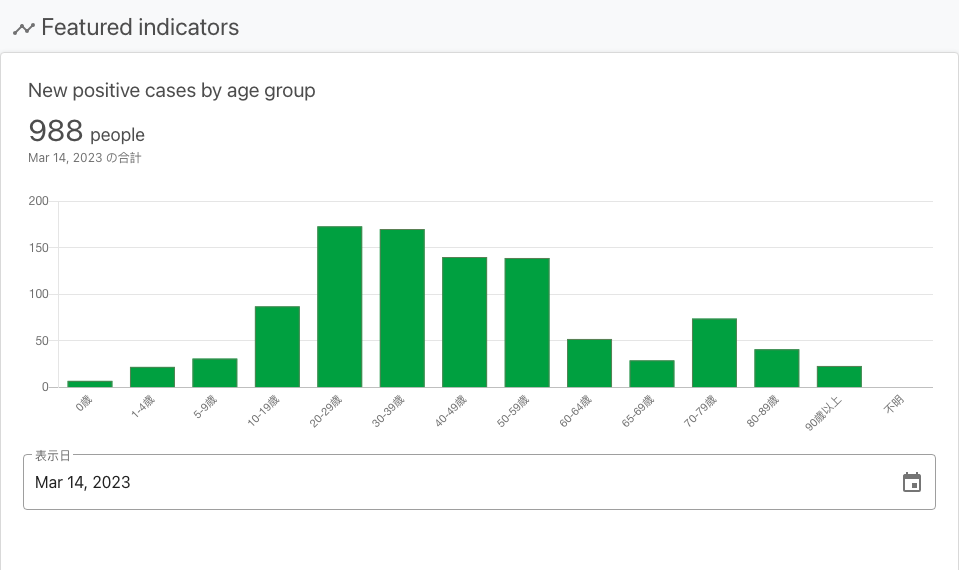 Featured indicators
New positive cases by age group
988 people
Mar 14, 2023 の合計
200
150
100
50
0
0歳
1-4歳
5-9歳
10-19歳
20-29歳
30-39歳
40-49歳
50-59歳
60-64歳
65-69歳
70-79歳
80-89歳
90歳以上
不明
表示日
Mar 14, 2023